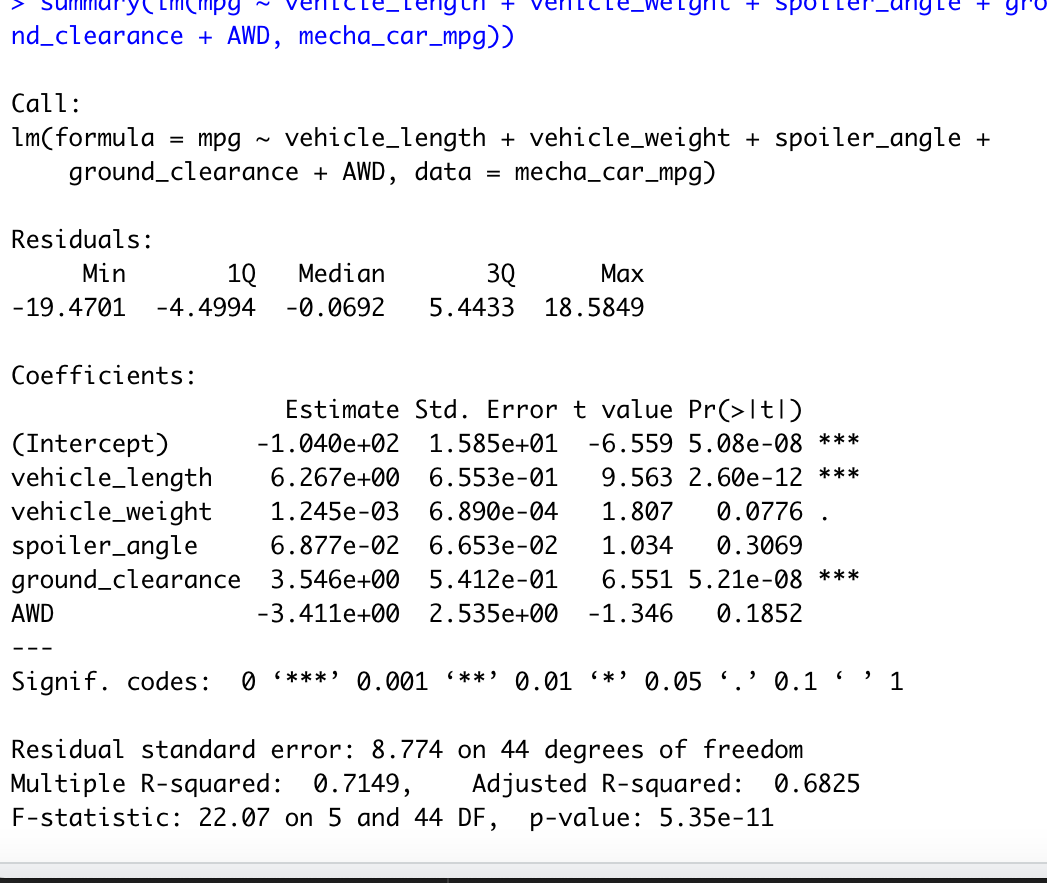 > summary(lm(mpg ~ vehicle_length + vehicle_weight + spoiler_angle + gro
nd_clearance + AWD, mecha_car_mpg))
Call:
lm(formula = mpg ~ vehicle_length + vehicle_weight + spoiler_angle +
    ground_clearance + AWD, data = mecha_car_mpg)
Residuals:
     Min       1Q   Median       3Q      Max
-19.4701  -4.4994  -0.0692   5.4433  18.5849
Coefficients:
                   Estimate Std. Error t value Pr(>|t|)
(Intercept)      -1.040e+02  1.585e+01  -6.559 5.08e-08 ***
vehicle_length    6.267e+00  6.553e-01   9.563 2.60e-12 ***
vehicle_weight    1.245e-03  6.890e-04   1.807   0.0776 .
spoiler_angle     6.877e-02  6.653e-02   1.034   0.3069
ground_clearance  3.546e+00  5.412e-01   6.551 5.21e-08 ***
AWD              -3.411e+00  2.535e+00  -1.346   0.1852
---
Signif. codes:  0 ‘***’ 0.001 ‘**’ 0.01 ‘*’ 0.05 ‘.’ 0.1 ‘ ’ 1
Residual standard error: 8.774 on 44 degrees of freedom
Multiple R-squared:  0.7149,    Adjusted R-squared:  0.6825
F-statistic: 22.07 on 5 and 44 DF,  p-value: 5.35e-11